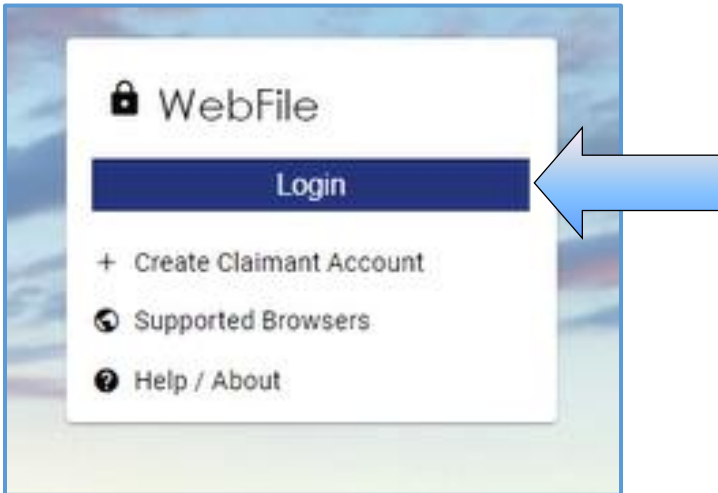 WebFile
Login
+ Create Claimant Account
Supported Browsers
Help / About